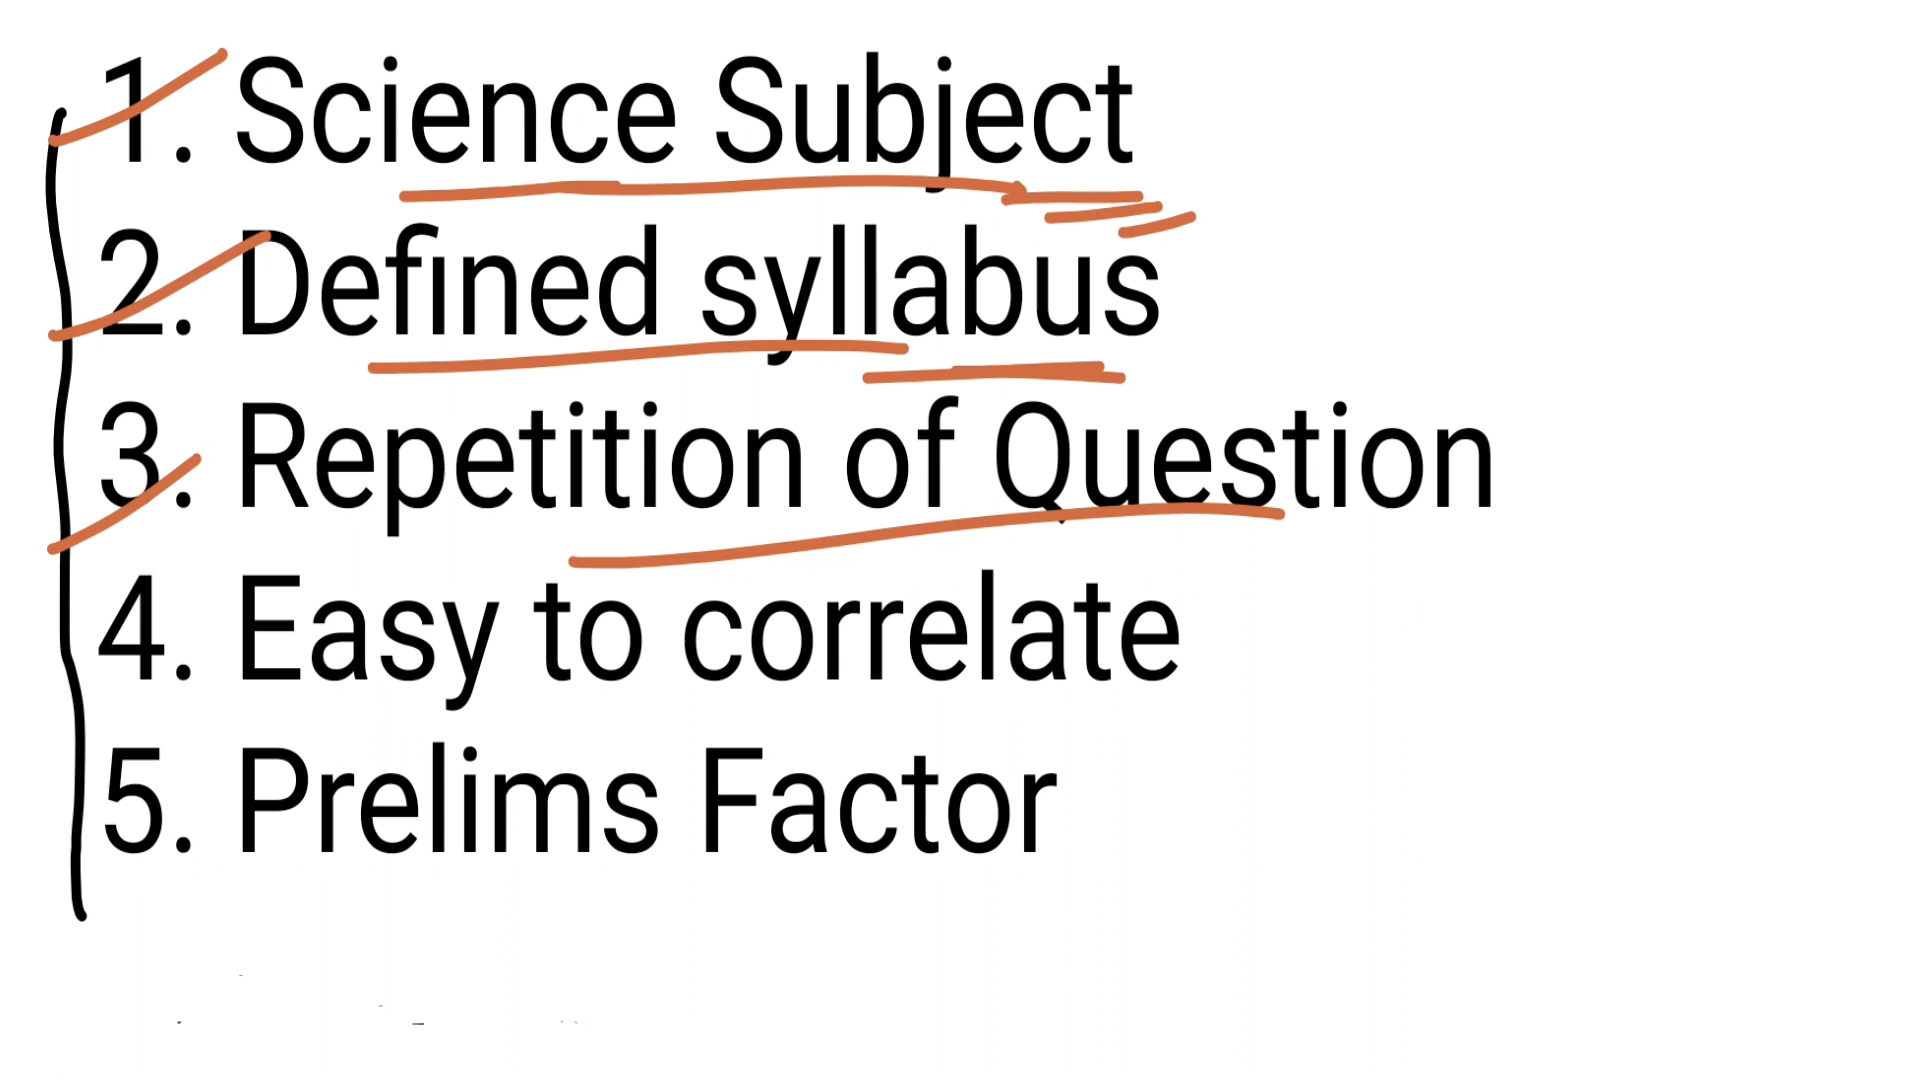 1. Science Subject
2. Defined syllabus
3. Repetition of Question
4. Easy to correlate
5. Prelims Factor